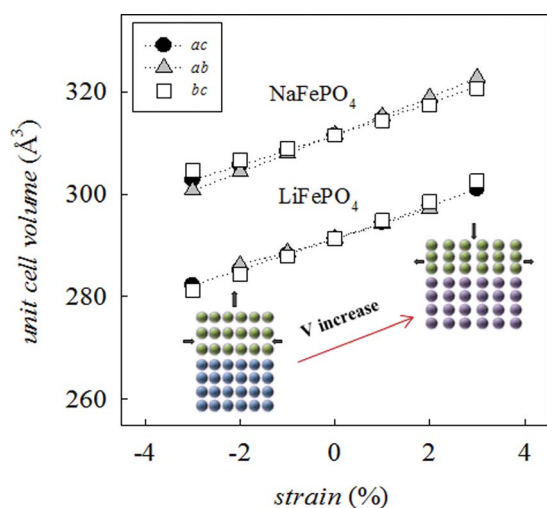 ac
ab
bc
NaFePO4
LiFePO4
V increase
unit cell volume (Å3)
320
300
280
260
-4
-2
0
2
4
strain (%)